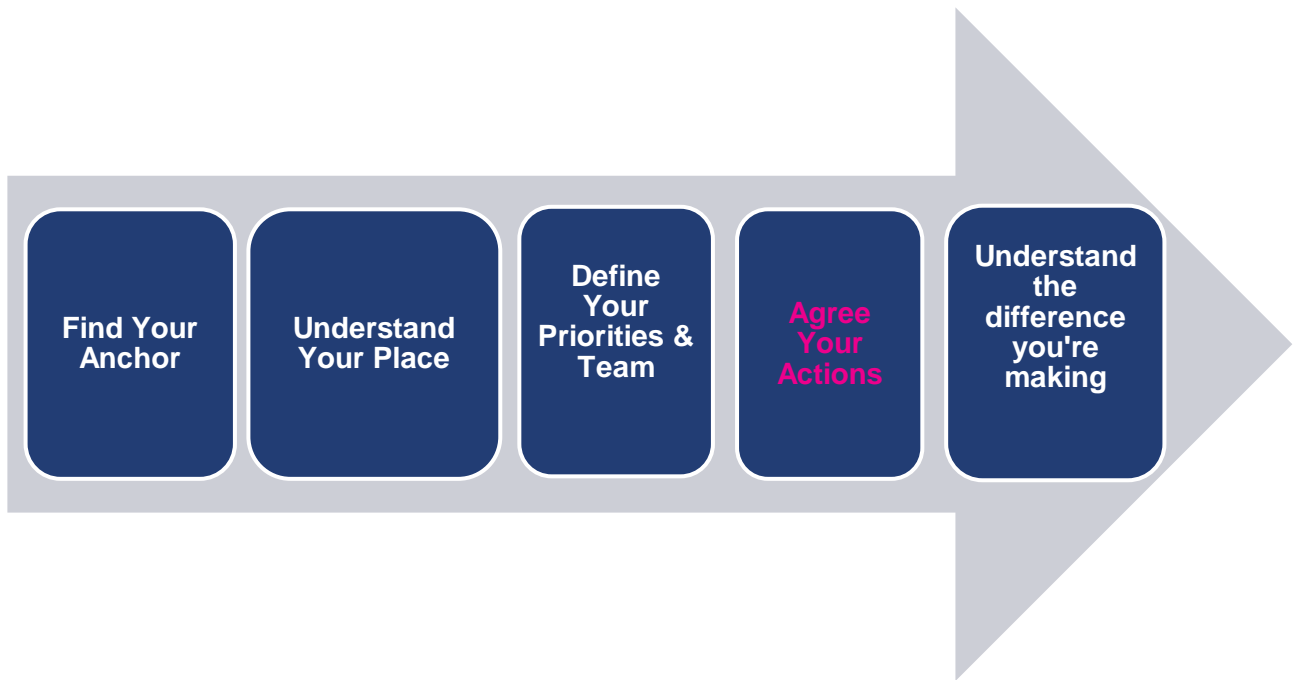 Find Your
Anchor
Understand
Your Place
Define
Your
Priorities &
Team
Agree
Your
Actions
Understand
the
difference
you're
making